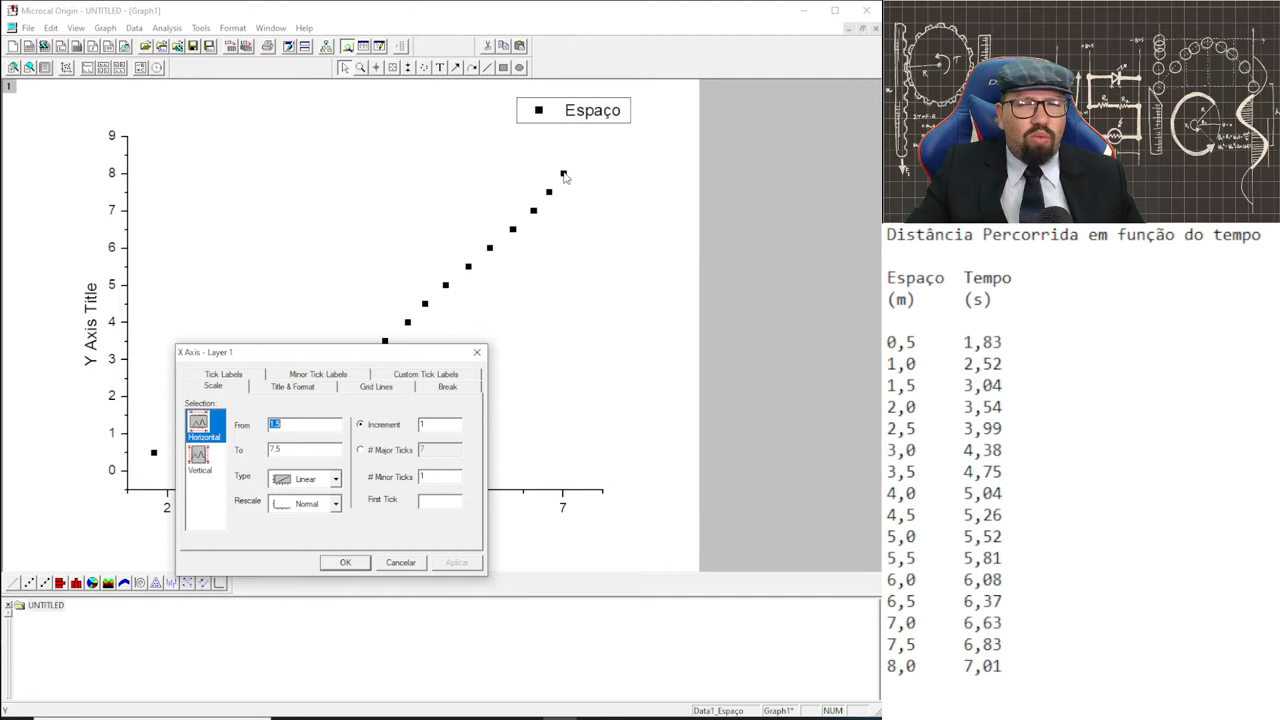 Microcal Origin - UNTITLED - [Graph1]
File Edit View Graph Data Analysis Tools Format Window Help
1
Espaço
9
8
7
6
5
4
3
2
1
0
Y Axis Title
2
7
X Axis - Layer 1
Tick Labels Minor Tick Labels Custom Tick Labels
Scale Title & Format Grid Lines Break
Selection:
Horizontal
Vertical
From 1,5 Increment 1
To 7,5 # Major Ticks 7
Type Linear # Minor Ticks 1
Rescale Normal First Tick
OK Cancelar Aplicar
UNTITLED
Y Data1_Espaço Graph1* NUM
Distância Percorrida em função do tempo
Espaço Tempo
(m) (s)
0,5 1,83
1,0 2,52
1,5 3,04
2,0 3,54
2,5 3,99
3,0 4,38
3,5 4,75
4,0 5,04
4,5 5,26
5,0 5,52
5,5 5,81
6,0 6,08
6,5 6,37
7,0 6,63
7,5 6,83
8,0 7,01